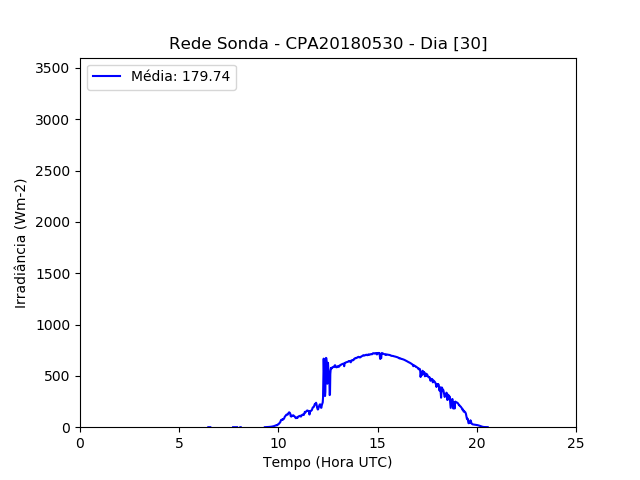 Rede Sonda - CPA20180530 - Dia [30]
Média: 179.74
Irradiância (Wm-2)
3500
3000
2500
2000
1500
1000
500
0
0 5 10 15 20 25
Tempo (Hora UTC)